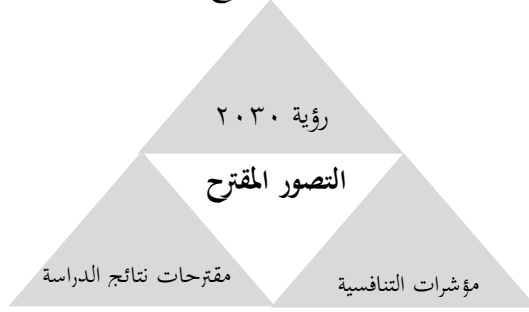 رؤية ٢٠٣٠
التصور المقترح
مؤشرات التنافسية
مقترحات نتائج الدراسة